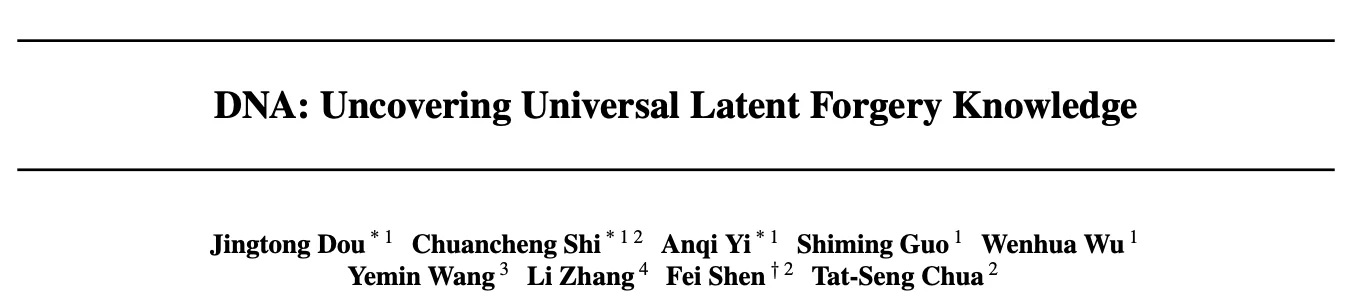 DNA: Uncovering Universal Latent Forgery Knowledge
Jingtong Dou * 1 Chuancheng Shi * 1 2 Anqi Yi * 1 Shiming Guo 1 Wenhua Wu 1
Yemin Wang 3 Li Zhang 4 Fei Shen † 2 Tat-Seng Chua 2